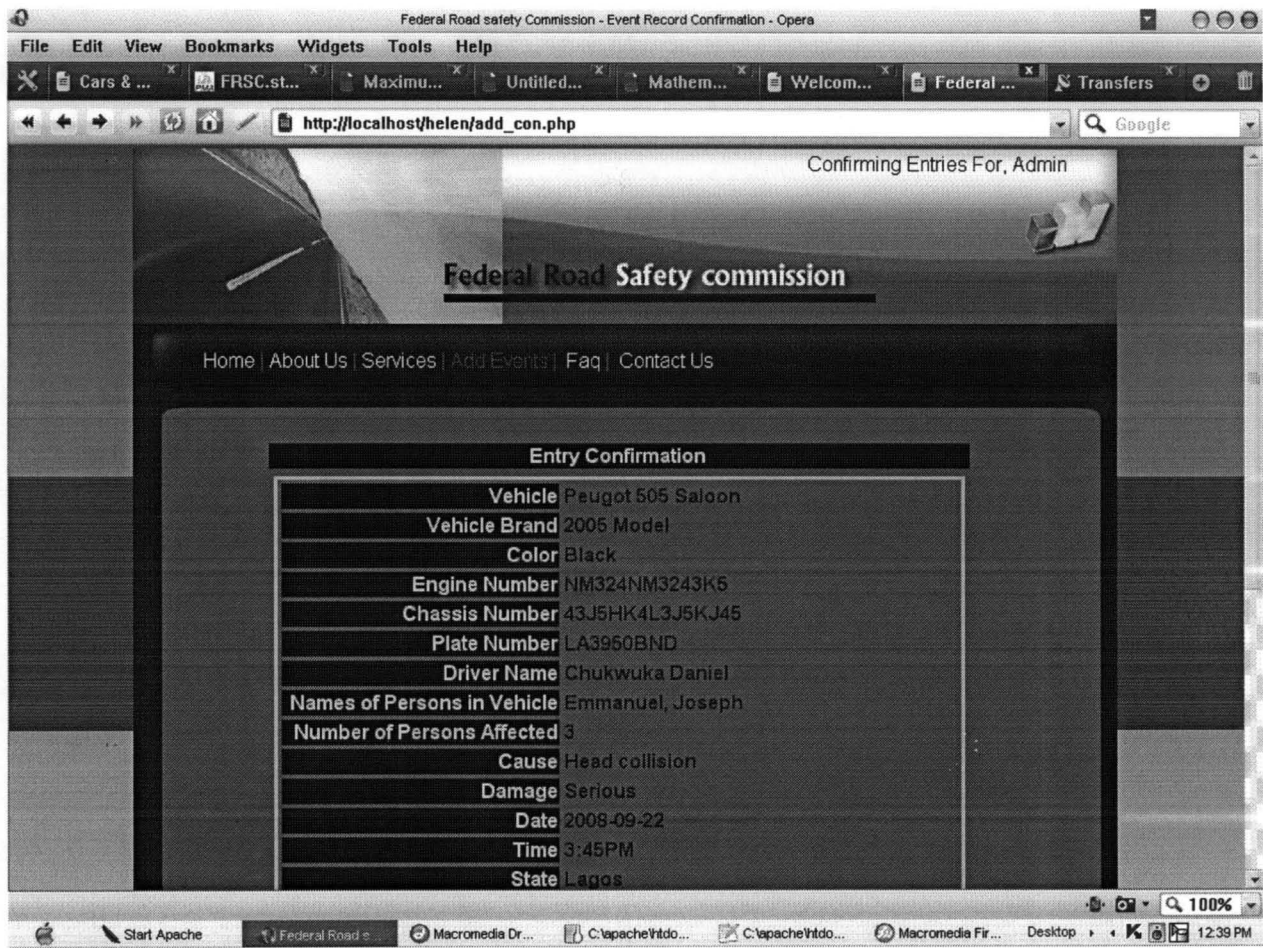 Federal Road safety Commission - Event Record Confirmation - Opera
File Edit View Bookmarks Widgets Tools Help
Cars & ... FRSC.st... Maximu... Untitled... Mathem... Welcom... Federal ... Transfers
http://localhost/helen/add_con.php Google
Confirming Entries For, Admin
Federal Road Safety commission
Home | About Us | Services | Add Events | Faq | Contact Us
Entry Confirmation
Vehicle Peugot 505 Saloon
Vehicle Brand 2005 Model
Color Black
Engine Number NM324NM3243K5
Chassis Number 43J5HK4L3J5KJ45
Plate Number LA3950BND
Driver Name Chukwuka Daniel
Names of Persons in Vehicle Emmanuel, Joseph
Number of Persons Affected 3
Cause Head collision
Damage Serious
Date 2008-09-22
Time 3:45PM
State Lagos
100%
Start Apache Federal Road s... Macromedia Dr... C:\apache\htdo... C:\apache\htdo... Macromedia Fir... Desktop 12:39 PM